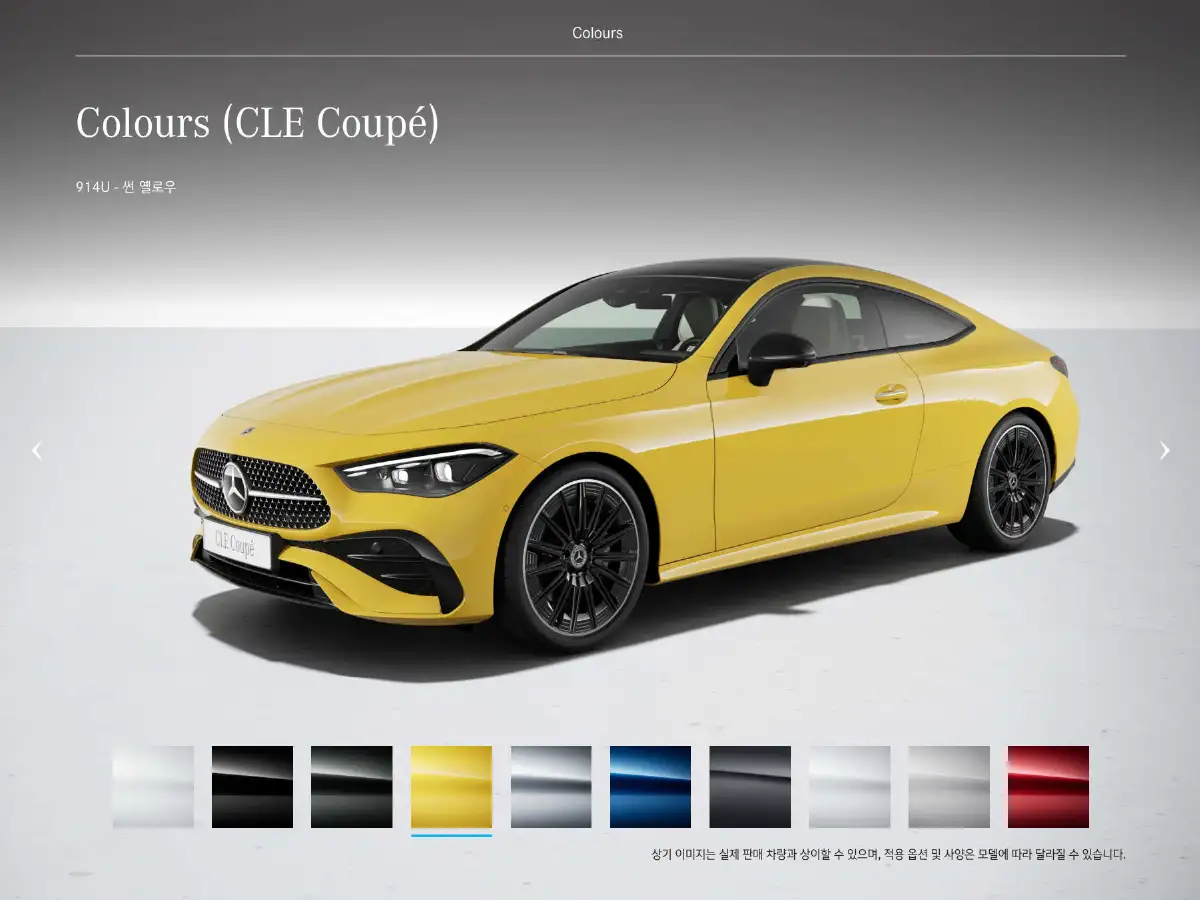 Colours
Colours (CLE Coupé)
914U - 썬 옐로우
CLE Coupé
상기 이미지는 실제 판매 차량과 상이할 수 있으며, 적용 옵션 및 사양은 모델에 따라 달라질 수 있습니다.